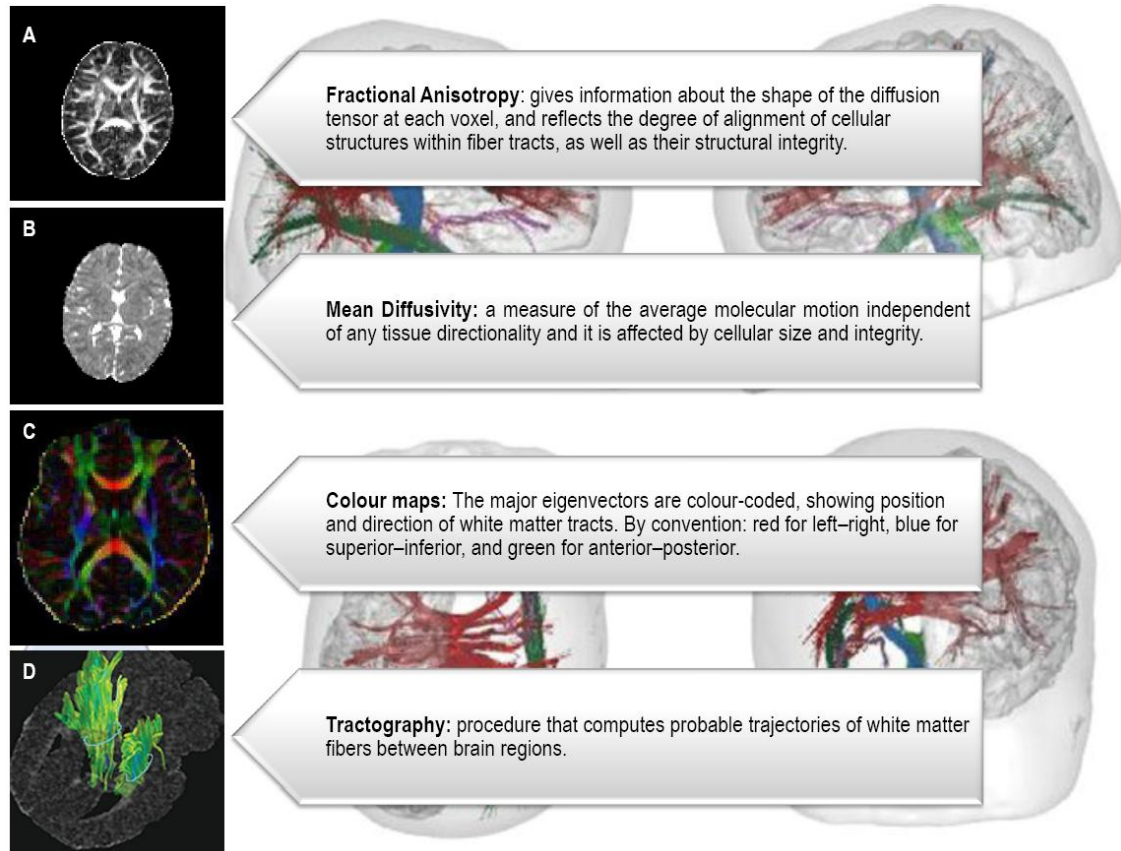 A
Fractional Anisotropy: gives information about the shape of the diffusion
tensor at each voxel, and reflects the degree of alignment of cellular
structures within fiber tracts, as well as their structural integrity.
B
Mean Diffusivity: a measure of the average molecular motion independent
of any tissue directionality and it is affected by cellular size and integrity.
C
Colour maps: The major eigenvectors are colour-coded, showing position
and direction of white matter tracts. By convention: red for left–right, blue for
superior–inferior, and green for anterior–posterior.
D
Tractography: procedure that computes probable trajectories of white matter
fibers between brain regions.